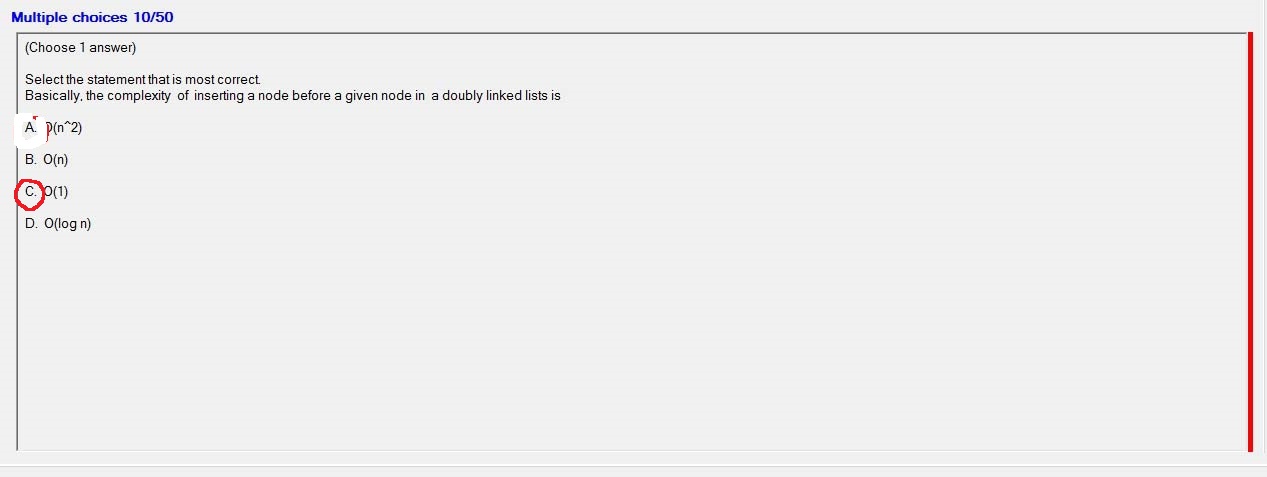 Multiple choices 10/50
(Choose 1 answer)
Select the statement that is most correct.
Basically, the complexity of inserting a node before a given node in a doubly linked lists is
A. O(n^2)
B. O(n)
C. O(1)
D. O(log n)